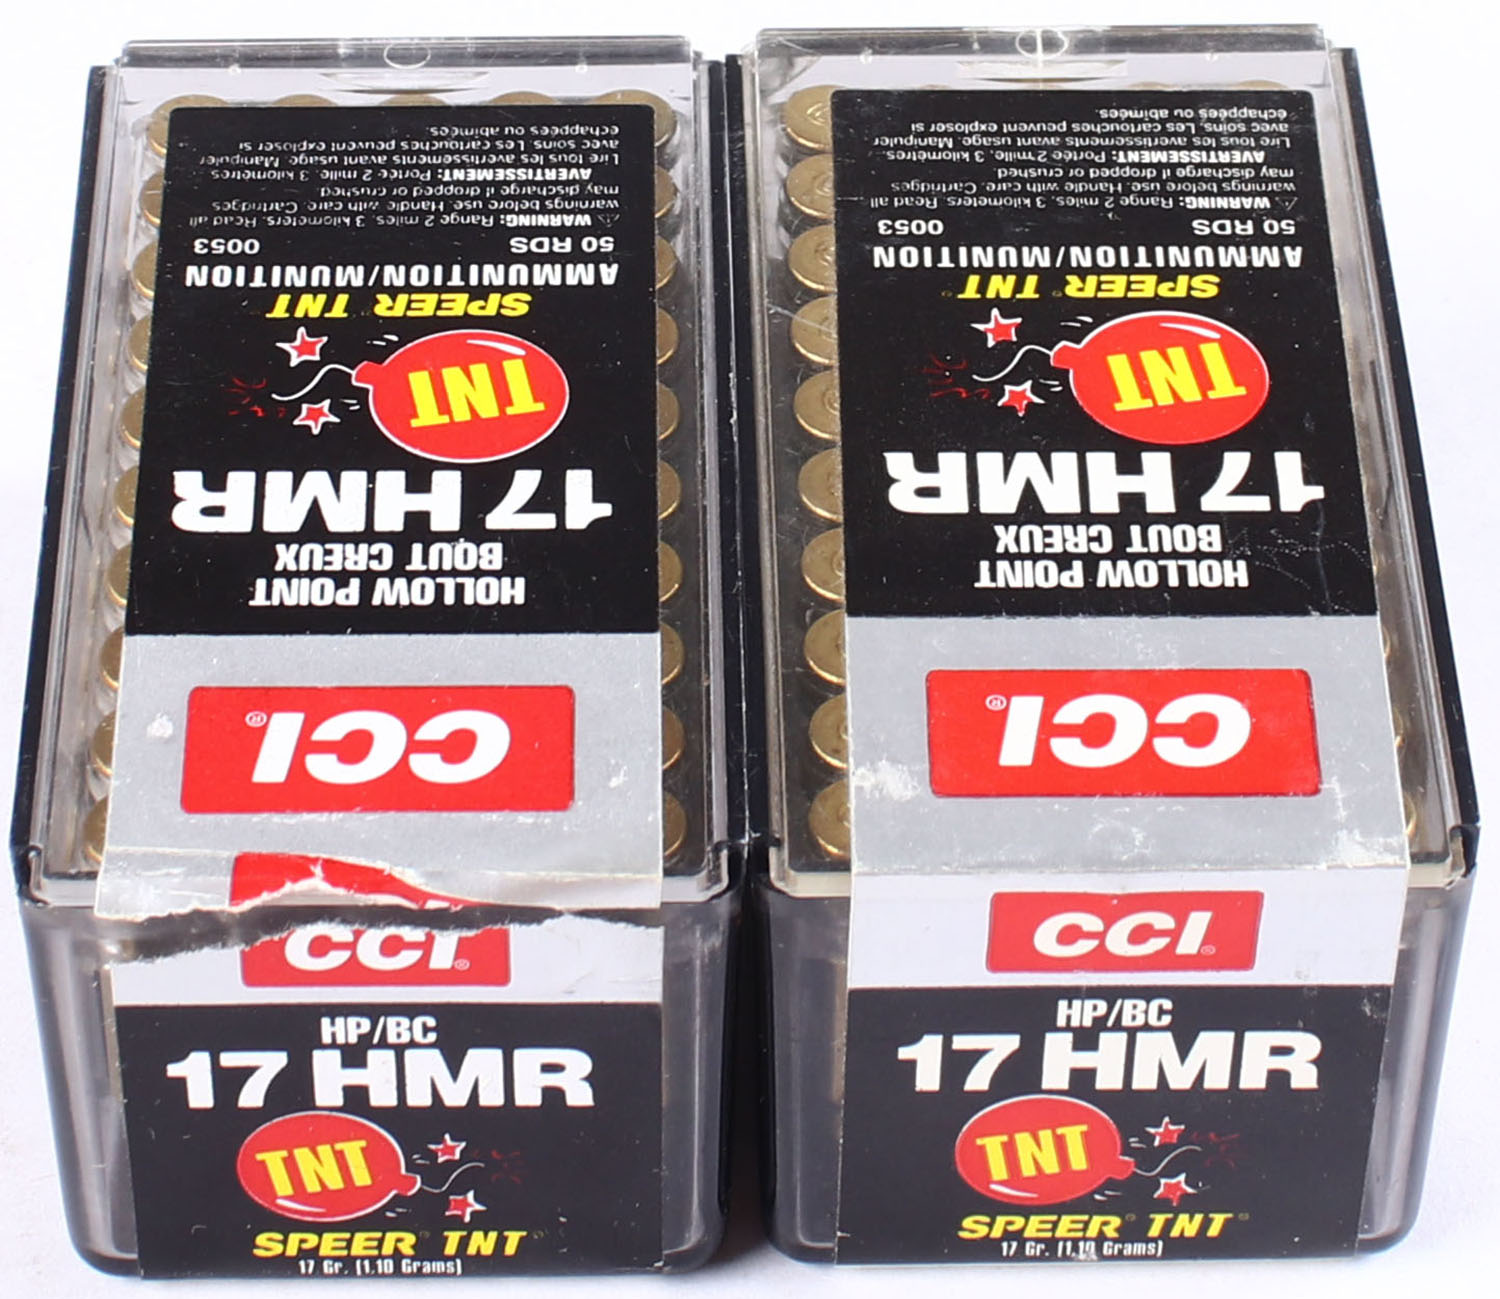 CCI®
HOLLOW POINT
BOUT CREUX
17 HMR
TNT
SPEER TNT
AMMUNITION/MUNITION
50 RDS 0053
⚠ WARNING: Range 2 miles, 3 kilometers. Read all
warnings before use. Handle with care. Cartridges
may discharge if dropped or crushed.
AVERTISSEMENT: Portée 2 mille, 3 kilomètres.
Lire tous les avertissements avant usage. Manipuler
avec soins. Les cartouches peuvent exploser si
échappées ou abimées.
CCI®
HP/BC
17 HMR
TNT
SPEER® TNT®
17 Gr. (1,10 Grams)
CCI®
HOLLOW POINT
BOUT CREUX
17 HMR
TNT
SPEER® TNT®
AMMUNITION/MUNITION
50 RDS 0053
⚠ WARNING: Range 2 miles, 3 kilometers. Read all
warnings before use. Handle with care. Cartridges
may discharge if dropped or crushed.
AVERTISSEMENT: Portée 2 mille, 3 kilomètres.
Lire tous les avertissements avant usage. Manipuler
avec soins. Les cartouches peuvent exploser si
échappées ou abimées.
CCI®
HP/BC
17 HMR
TNT
SPEER® TNT®
17 Gr. (1,10 Grams)